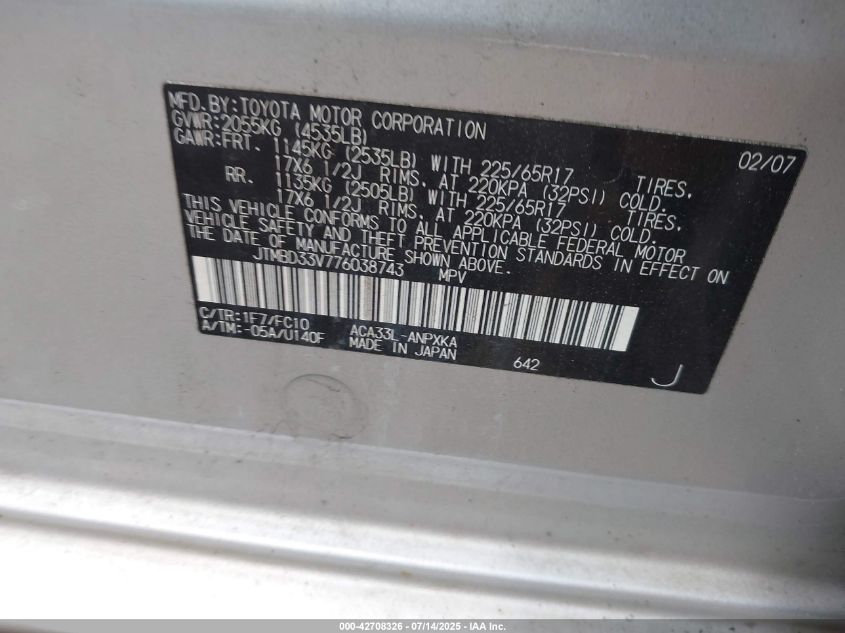 MFD.BY:TOYOTA MOTOR CORPORATION 02/07
GVWR:2055KG (4535LB)
GAWR:FRT. 1145KG (2535LB) WITH 225/65R17 TIRES,
17X6 1/2J RIMS, AT 220KPA (32PSI) COLD.
RR. 1135KG (2505LB) WITH 225/65R17 TIRES,
17X6 1/2J RIMS, AT 220KPA (32PSI) COLD.
THIS VEHICLE CONFORMS TO ALL APPLICABLE FEDERAL MOTOR
VEHICLE SAFETY AND THEFT PREVENTION STANDARDS IN EFFECT ON
THE DATE OF MANUFACTURE SHOWN ABOVE.
JTMBD33V776038743 MPV
C/TR:1F7/FC10 ACA33L-ANPXKA
A/TM:-05A/U140F MADE IN JAPAN 642 J
000-42708326 - 07/14/2025 - IAA Inc.